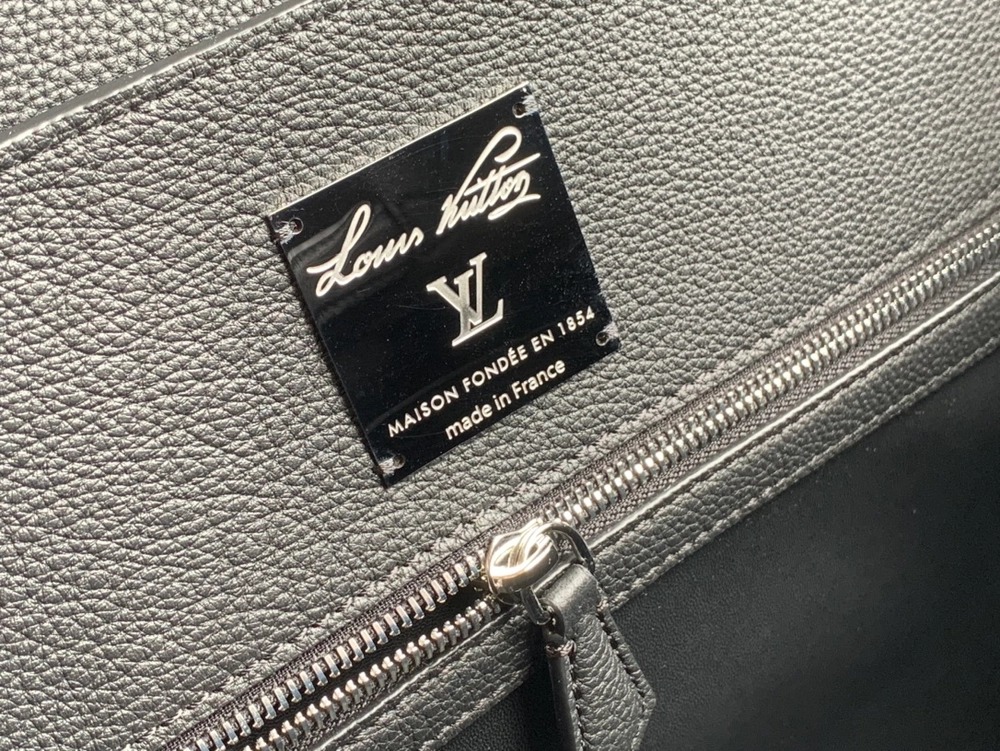 Louis Vuitton
LV
MAISON FONDÉE EN 1854
made in France